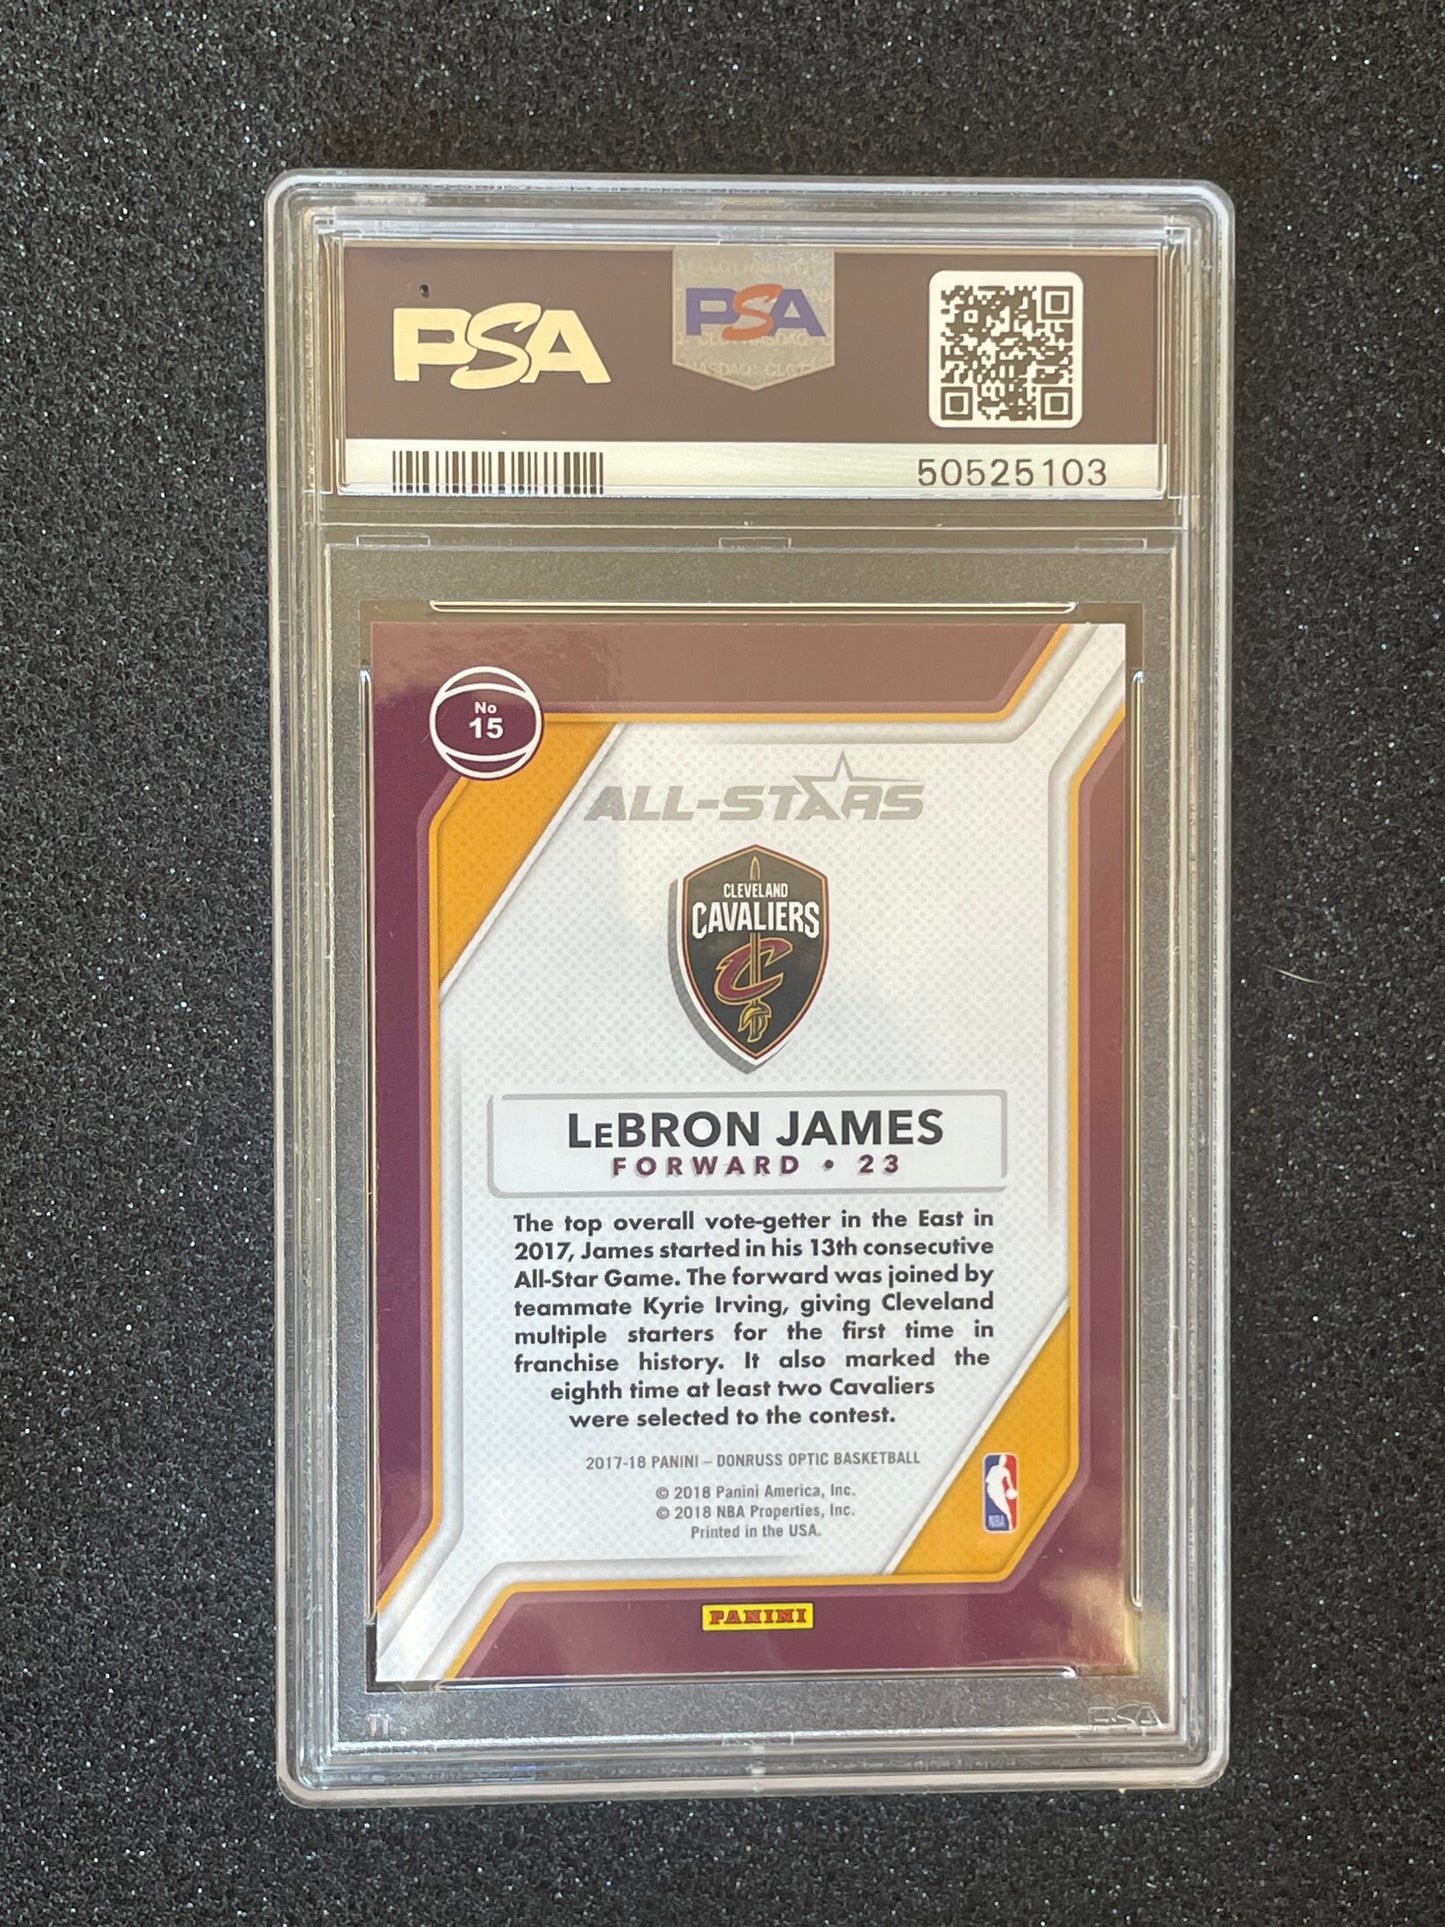 PSA
PSA
NASDAQ: CLCT
50525103
No
15
ALL-STARS
CLEVELAND
CAVALIERS
C
LeBRON JAMES
FORWARD • 23
The top overall vote-getter in the East in
2017, James started in his 13th consecutive
All-Star Game. The forward was joined by
teammate Kyrie Irving, giving Cleveland
multiple starters for the first time in
franchise history. It also marked the
eighth time at least two Cavaliers
were selected to the contest.
2017-18 PANINI – DONRUSS OPTIC BASKETBALL
© 2018 Panini America, Inc.
© 2018 NBA Properties, Inc.
Printed in the USA.
NBA
PANINI
PSA